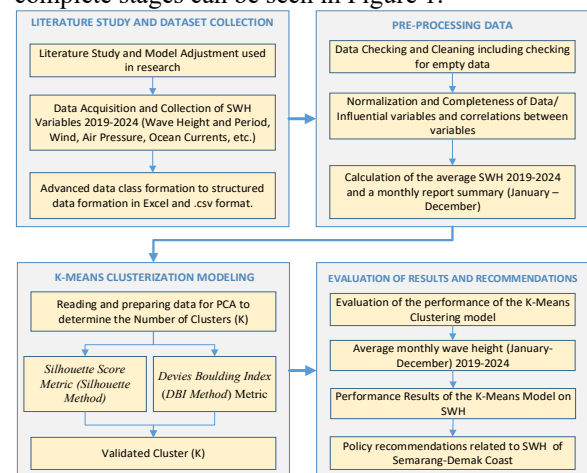 complete stages can be seen in Figure 1.
LITERATURE STUDY AND DATASET COLLECTION
Literature Study and Model Adjustment used
in research
Data Acquisition and Collection of SWH
Variables 2019-2024 (Wave Height and Period,
Wind, Air Pressure, Ocean Currents, etc.)
Advanced data class formation to structured
data formation in Excel and .csv format.
PRE-PROCESSING DATA
Data Checking and Cleaning including checking
for empty data
Normalization and Completeness of Data/
Influential variables and correlations between
variables
Calculation of the average SWH 2019-2024
and a monthly report summary (January –
December)
K-MEANS CLUSTERIZATION MODELING
Reading and preparing data for PCA to
determine the Number of Clusters (K)
Silhouette Score
Metric (Silhouette
Method)
Devies Boulding Index
(DBI Method) Metric
Validated Cluster (K)
EVALUATION OF RESULTS AND RECOMMENDATIONS
Evaluation of the performance of the K-Means
Clustering model
Average monthly wave height (January-
December) 2019-2024
Performance Results of the K-Means Model on
SWH
Policy recommendations related to SWH of
Semarang-Demak Coast